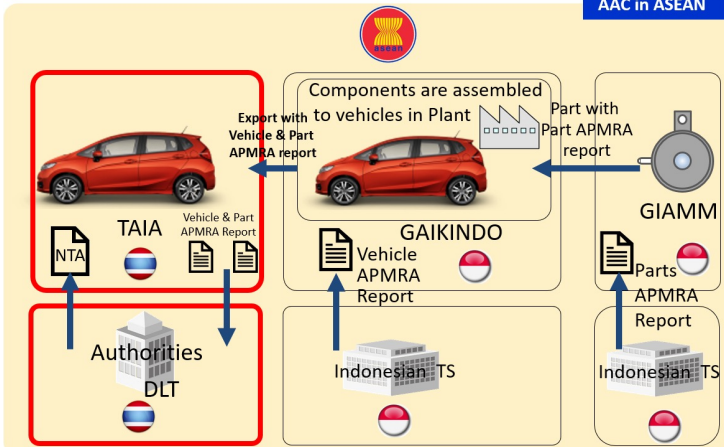 AAC in ASEAN
asean
Components are assembled
to vehicles in Plant
Export with
Vehicle & Part
APMRA report
Part with
Part APMRA
report
TAIA
Vehicle & Part
APMRA Report
NTA
GAIKINDO
Vehicle
APMRA
Report
GIAMM
Parts
APMRA
Report
Authorities
DLT
Indonesian TS
Indonesian TS